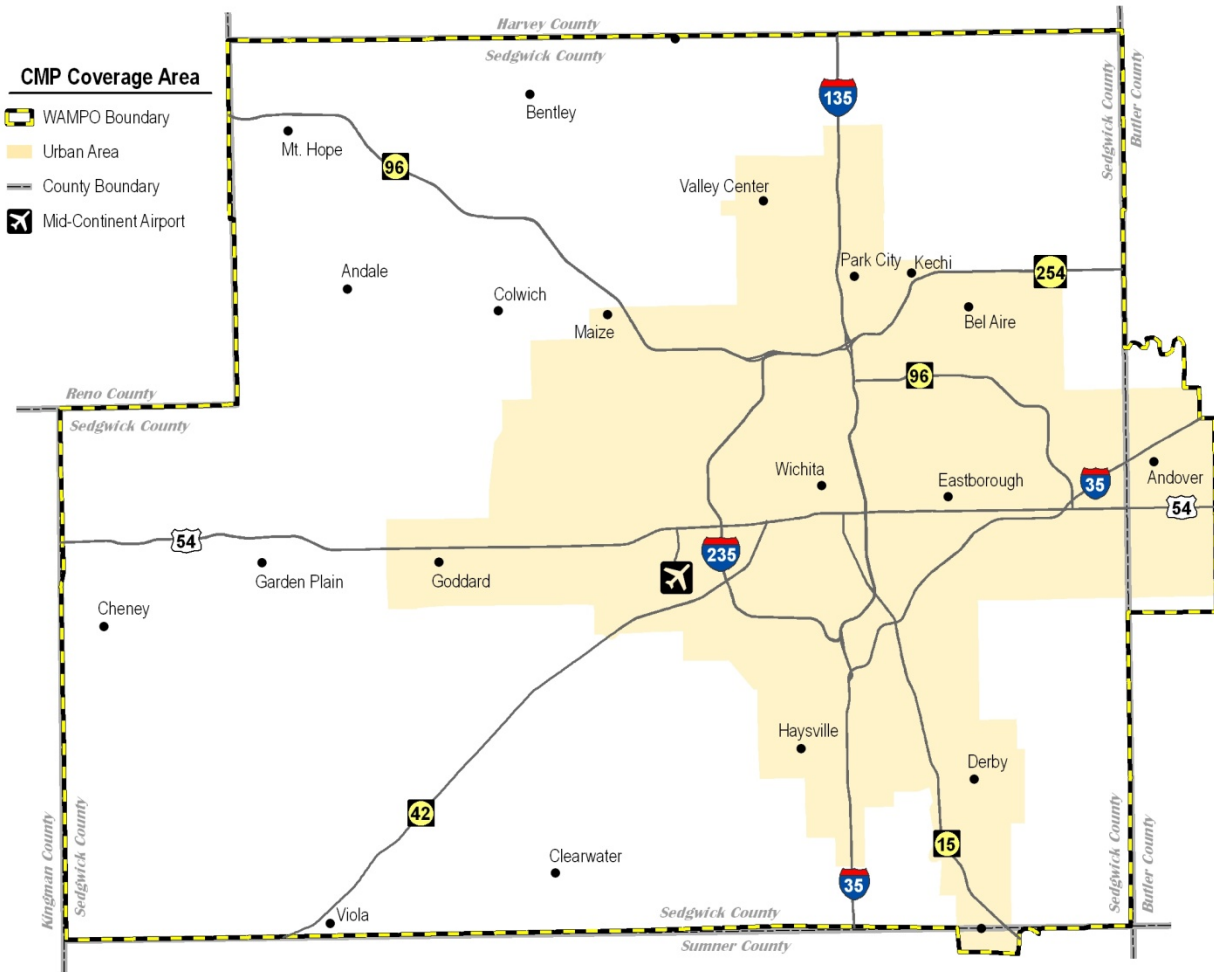 Harvey County
Sedgwick County
CMP Coverage Area
WAMPO Boundary
Urban Area
County Boundary
Mid-Continent Airport
Bentley
135
Sedgwick County
Butler County
Mt. Hope
96
Valley Center
Andale
Park City
Kechi
254
Colwich
Maize
Bel Aire
96
Reno County
Sedgwick County
Wichita
Eastborough
35
Andover
54
54
235
Garden Plain
Goddard
Cheney
Haysville
Derby
42
15
Kingman County
Sedgwick County
Sedgwick County
Butler County
Clearwater
35
Viola
Sedgwick County
Sumner County